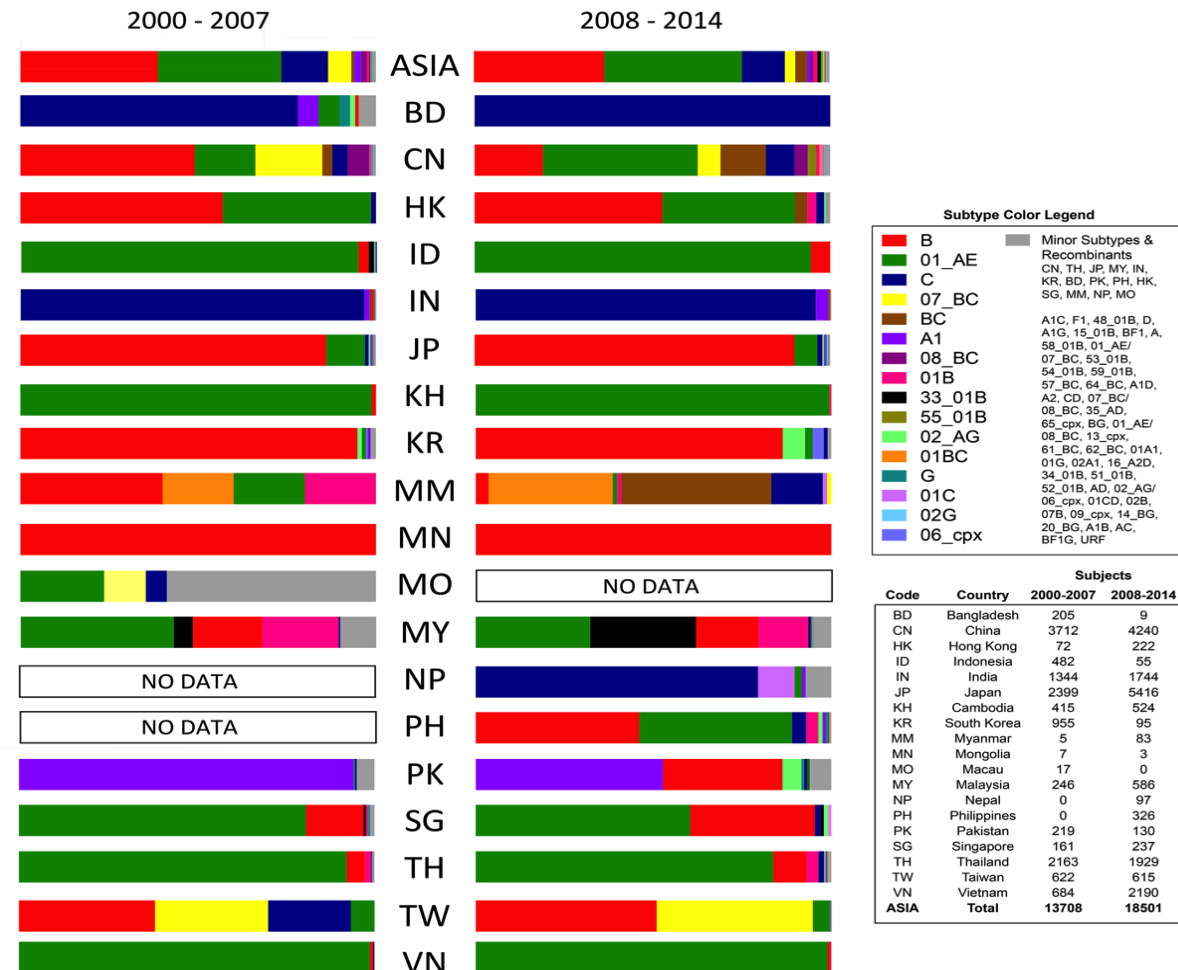 2000 - 2007
2008 - 2014
ASIA
BD
CN
HK
ID
IN
JP
KH
KR
MM
MN
MO
NO DATA
MY
NO DATA
NP
NO DATA
PH
PK
SG
TH
TW
VN
Subtype Color Legend
B
01_AE
C
07_BC
BC
A1
08_BC
01B
33_01B
55_01B
02_AG
01BC
G
01C
02G
06_cpx
Minor Subtypes &
Recombinants
CN, TH, JP, MY, IN,
KR, BD, PK, PH, HK,
SG, MM, NP, MO
A1C, F1, 48_01B, D,
A1G, 15_01B, BF1, A,
58_01B, 01_AE/
07_BC, 53_01B,
54_01B, 59_01B,
57_BC, 64_BC, A1D,
A2, CD, 07_BC/
08_BC, 35_AD,
65_cpx, BG, 01_AE/
08_BC, 13_cpx,
61_BC, 62_BC, 01A1,
01G, 02A1, 16_A2D,
34_01B, 51_01B,
52_01B, AD, 02_AG/
06_cpx, 01CD, 02B,
07B, 09_cpx, 14_BG,
20_BG, A1B, AC,
BF1G, URF
Subjects
Code Country 2000-2007 2008-2014
BD Bangladesh 205 9
CN China 3712 4240
HK Hong Kong 72 222
ID Indonesia 482 55
IN India 1344 1744
JP Japan 2399 5416
KH Cambodia 415 524
KR South Korea 955 95
MM Myanmar 5 83
MN Mongolia 7 3
MO Macau 17 0
MY Malaysia 246 586
NP Nepal 0 97
PH Philippines 0 326
PK Pakistan 219 130
SG Singapore 161 237
TH Thailand 2163 1929
TW Taiwan 622 615
VN Vietnam 684 2190
ASIA Total 13708 18501